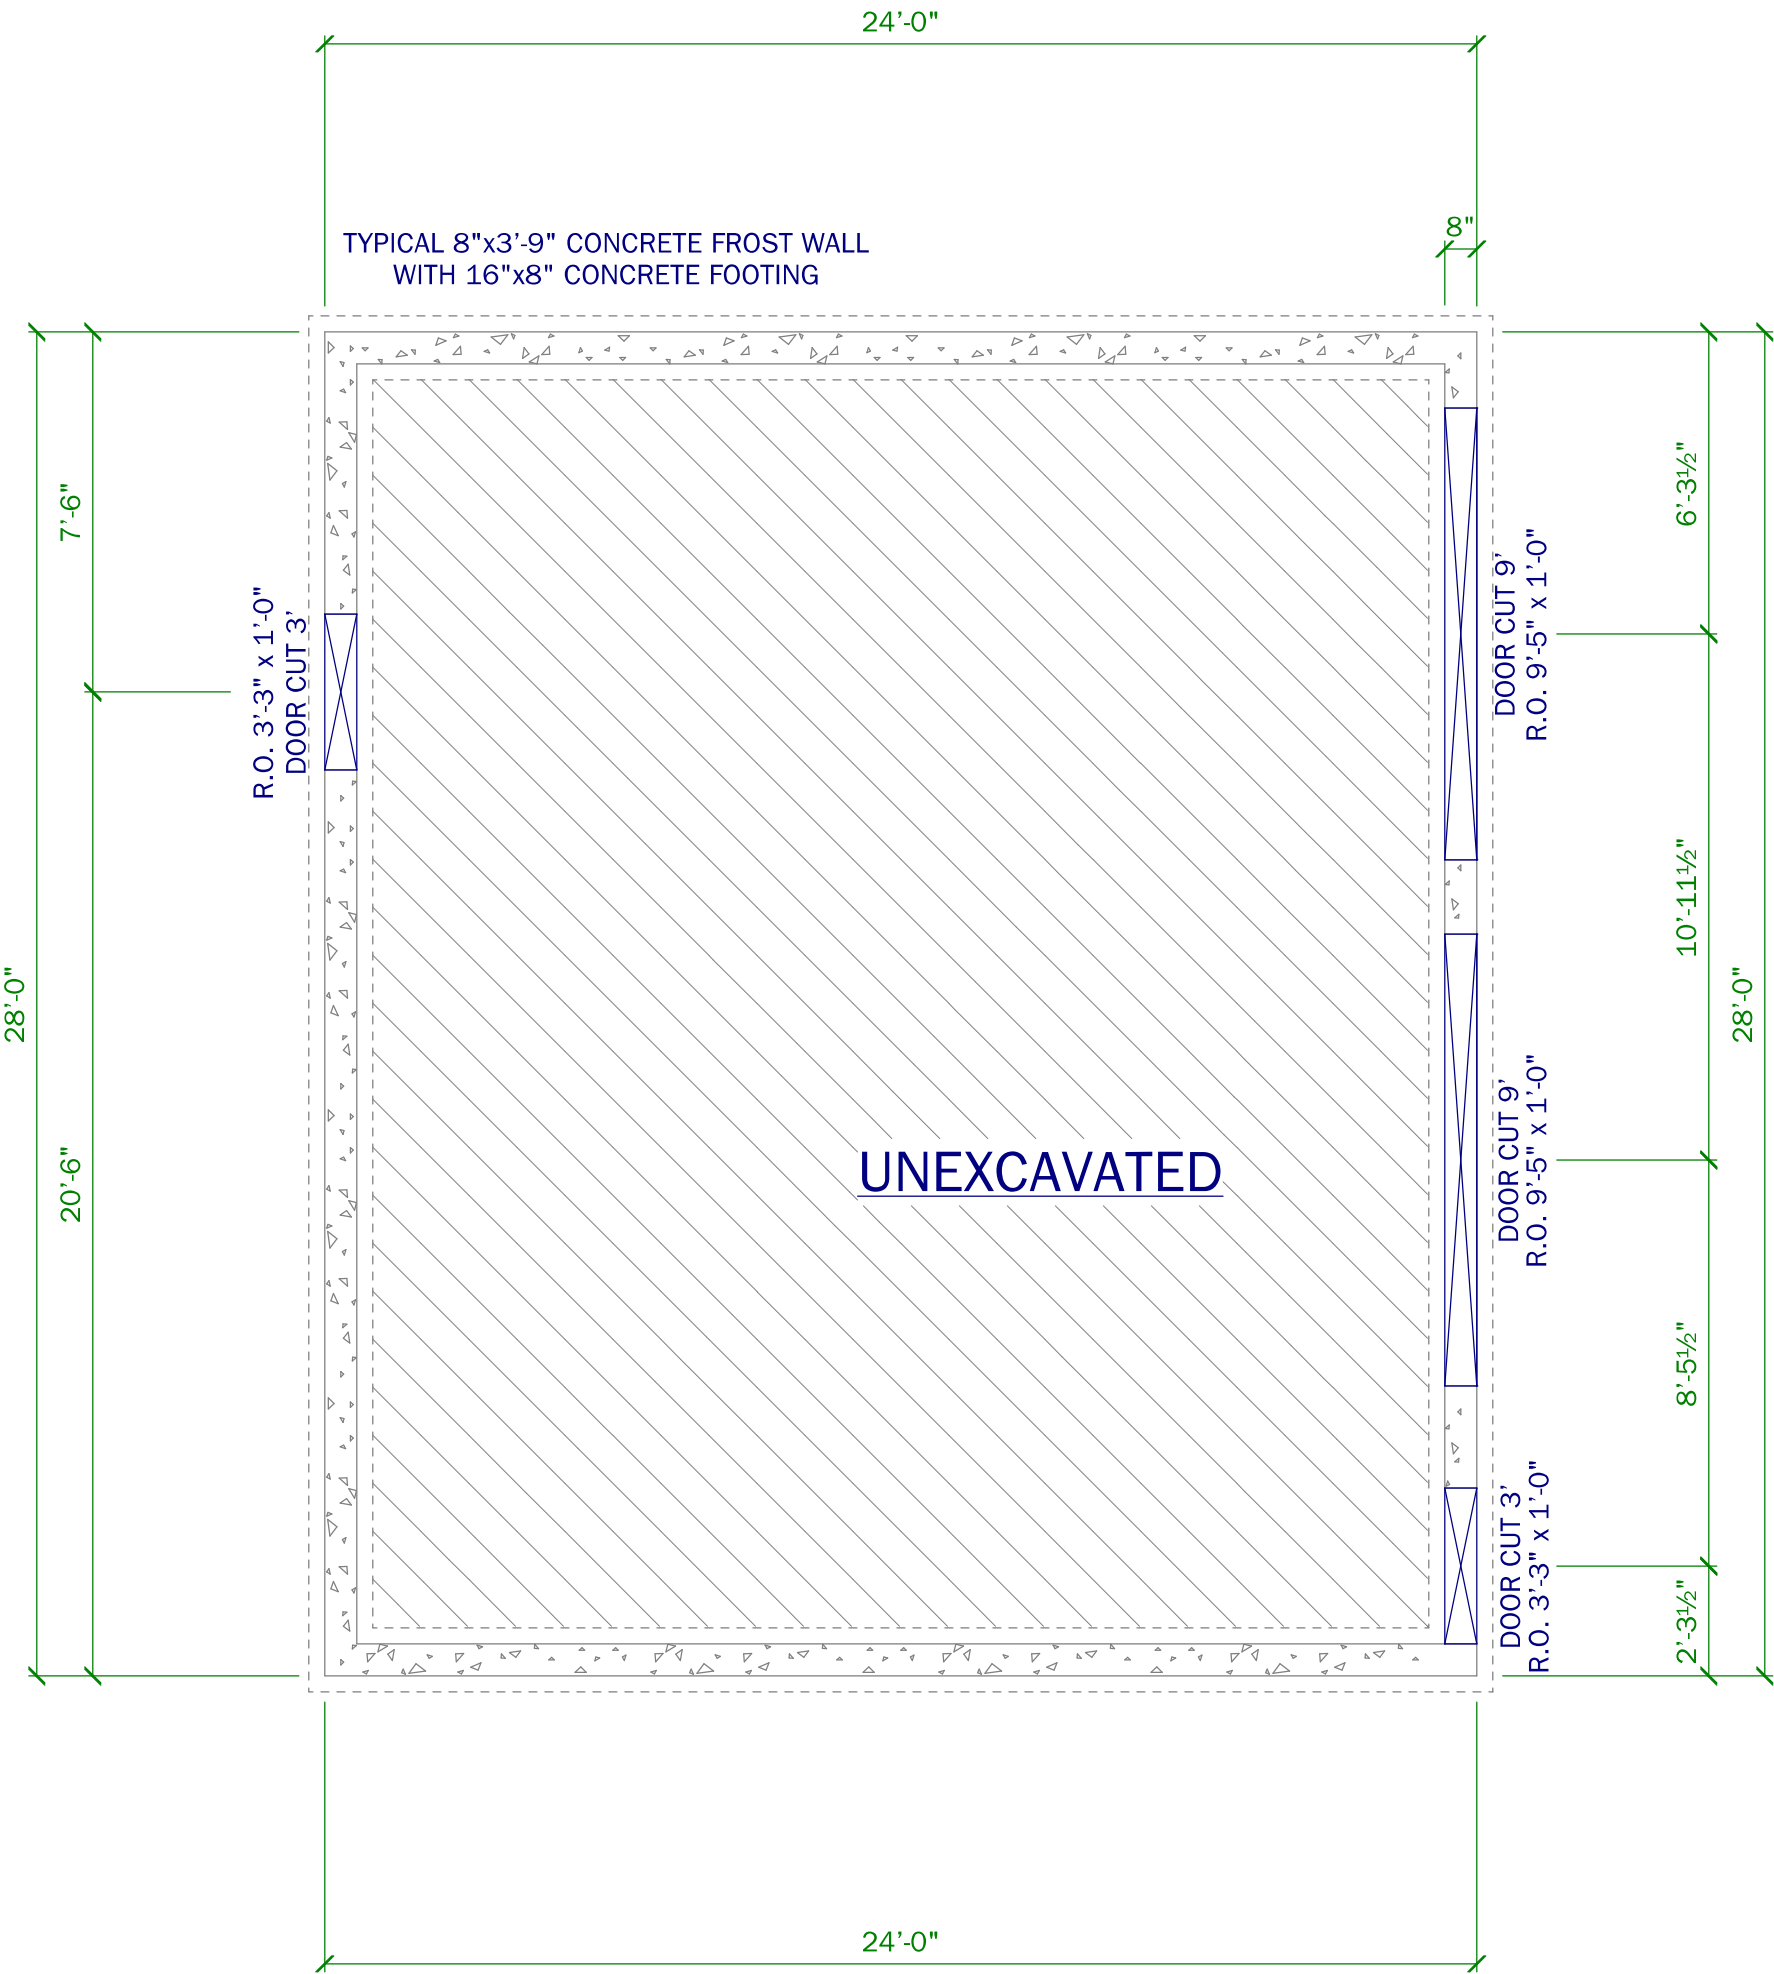 24'-0"
8"
TYPICAL 8"x3'-9" CONCRETE FROST WALL
WITH 16"x8" CONCRETE FOOTING
28'-0"
7'-6"
20'-6"
R.O. 3'-3" x 1'-0"
DOOR CUT 3'
UNEXCAVATED
DOOR CUT 9'
R.O. 9'-5" x 1'-0"
DOOR CUT 9'
R.O. 9'-5" x 1'-0"
DOOR CUT 3'
R.O. 3'-3" x 1'-0"
6'-3½"
10'-11½"
8'-5½"
2'-3½"
28'-0"
24'-0"